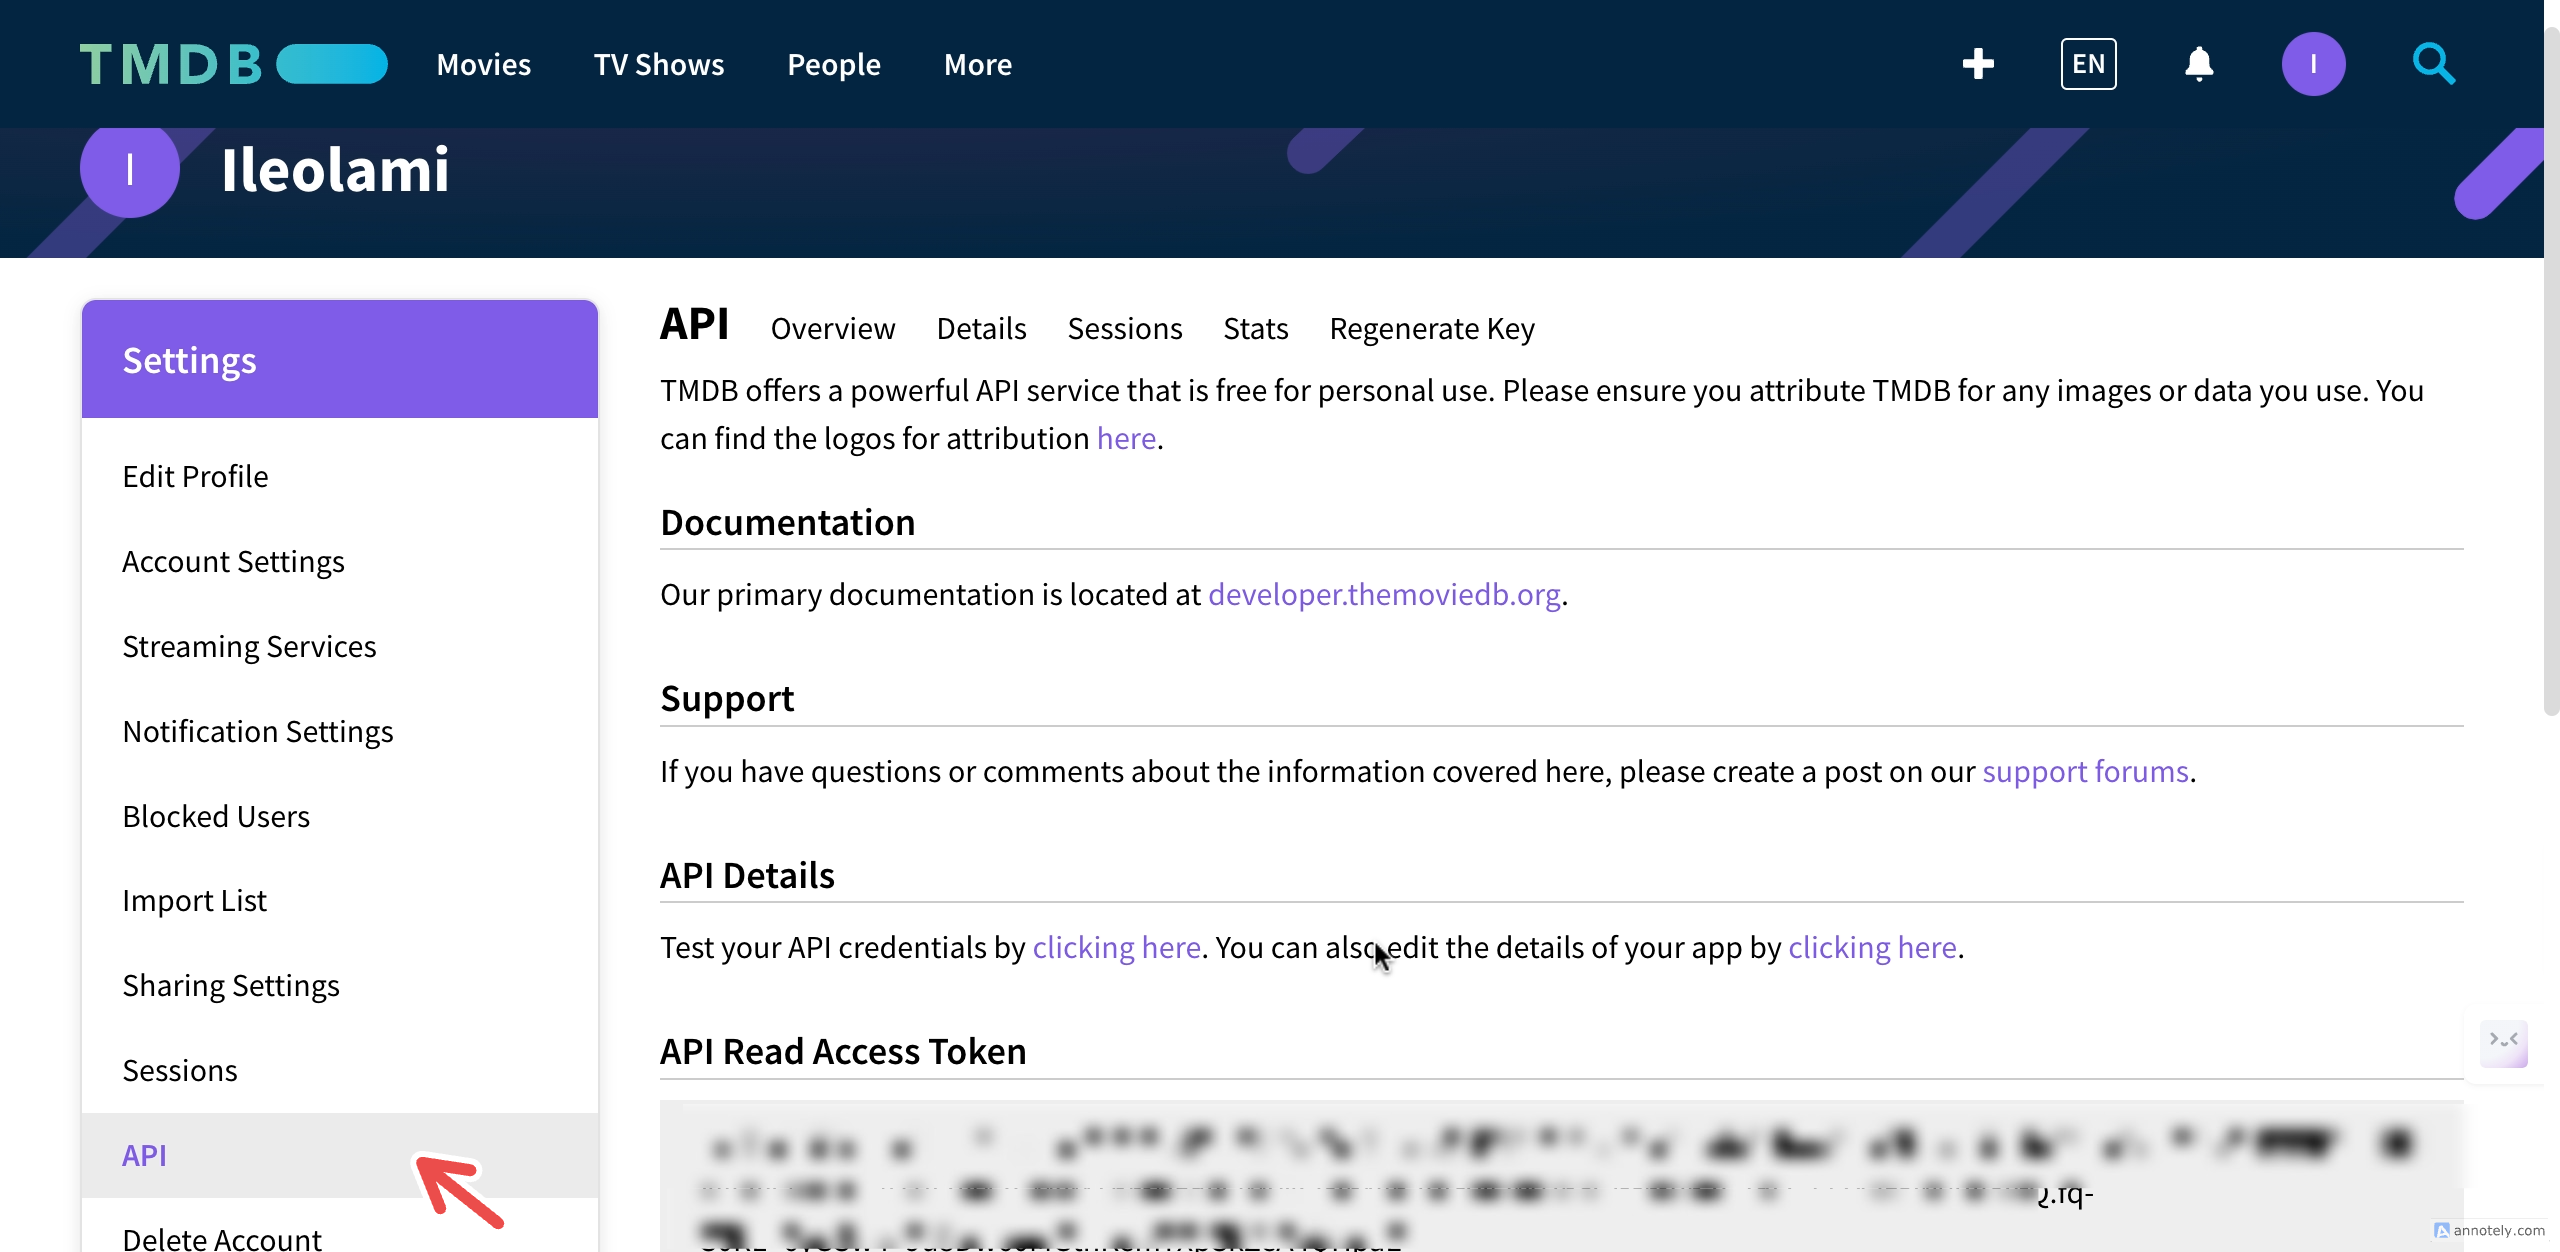 TMDB Movies TV Shows People More EN I
I Ileolami
Settings
Edit Profile
Account Settings
Streaming Services
Notification Settings
Blocked Users
Import List
Sharing Settings
Sessions
API
Delete Account
API Overview Details Sessions Stats Regenerate Key
TMDB offers a powerful API service that is free for personal use. Please ensure you attribute TMDB for any images or data you use. You
can find the logos for attribution here.
Documentation
Our primary documentation is located at developer.themoviedb.org.
Support
If you have questions or comments about the information covered here, please create a post on our support forums.
API Details
Test your API credentials by clicking here. You can also edit the details of your app by clicking here.
API Read Access Token
annotely.com